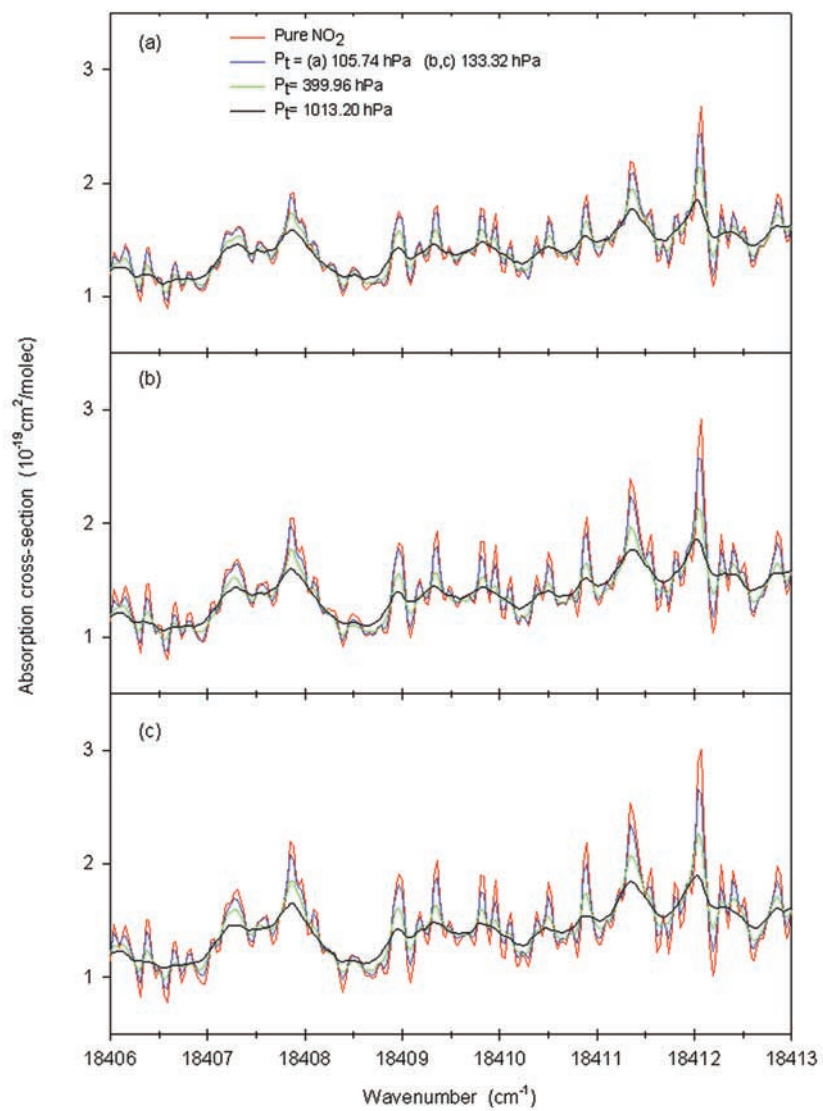 (a)
Pure NO₂
Pt = (a) 105.74 hPa (b,c) 133.32 hPa
Pt= 399.96 hPa
Pt= 1013.20 hPa
3
2
1
(b)
3
2
1
(c)
3
2
1
Absorption cross-section (10⁻¹⁹cm²/molec)
18406 18407 18408 18409 18410 18411 18412 18413
Wavenumber (cm⁻¹)